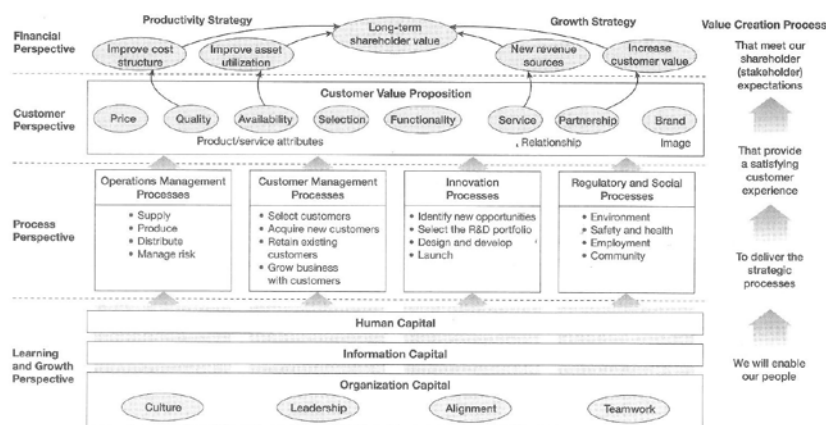 Productivity Strategy
Growth Strategy
Value Creation Process
Financial
Perspective
Long-term
shareholder value
Improve cost
structure
Improve asset
utilization
New revenue
sources
Increase
customer value
That meet our
shareholder
(stakeholder)
expectations
Customer
Perspective
Customer Value Proposition
Price
Quality
Availability
Selection
Functionality
Service
Partnership
Brand
Product/service attributes
Relationship
Image
That provide
a satisfying
customer
experience
Process
Perspective
Operations Management
Processes
• Supply
• Produce
• Distribute
• Manage risk
Customer Management
Processes
• Select customers
• Acquire new customers
• Retain existing
customers
• Grow business
with customers
Innovation
Processes
• Identify new opportunities
• Select the R&D portfolio
• Design and develop
• Launch
Regulatory and Social
Processes
• Environment
• Safety and health
• Employment
• Community
To deliver the
strategic
processes
Learning
and Growth
Perspective
Human Capital
Information Capital
Organization Capital
Culture
Leadership
Alignment
Teamwork
We will enable
our people